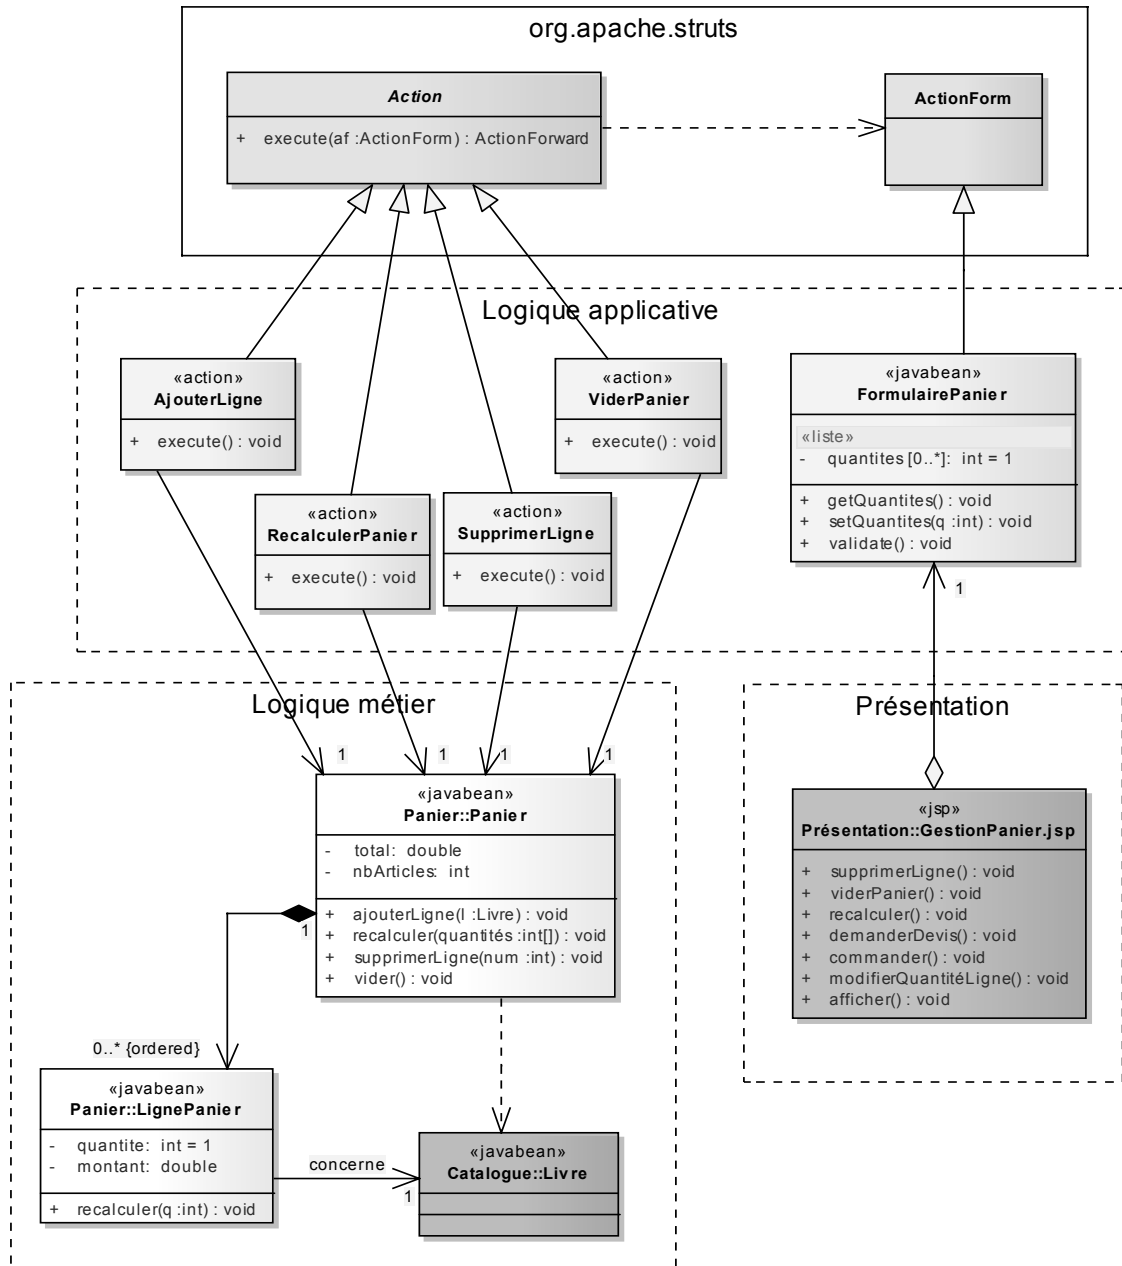 org.apache.struts
Action
+ execute(af :ActionForm) : ActionForward
ActionForm
Logique applicative
«action»
AjouterLigne
+ execute() : void
«action»
ViderPanier
+ execute() : void
«javabean»
FormulairePanier
«liste»
- quantites [0..*]: int = 1
+ getQuantites() : void
+ setQuantites(q :int) : void
+ validate() : void
«action»
RecalculerPanier
+ execute() : void
«action»
SupprimerLigne
+ execute() : void
1
Logique métier
Présentation
1
1
1
1
«javabean»
Panier::Panier
- total: double
- nbArticles: int
+ ajouterLigne(l :Livre) : void
+ recalculer(quantités :int[]) : void
+ supprimerLigne(num :int) : void
+ vider() : void
1
«jsp»
Présentation::GestionPanier.jsp
+ supprimerLigne() : void
+ viderPanier() : void
+ recalculer() : void
+ demanderDevis() : void
+ commander() : void
+ modifierQuantitéLigne() : void
+ afficher() : void
0..* {ordered}
«javabean»
Panier::LignePanier
- quantite: int = 1
- montant: double
+ recalculer(q :int) : void
concerne
1
«javabean»
Catalogue::Livre